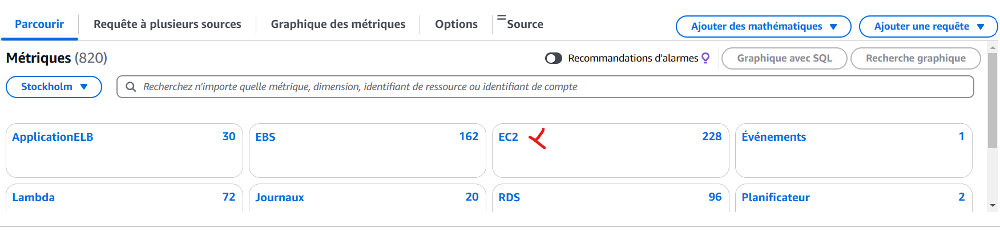 Parcourir Requête à plusieurs sources Graphique des métriques Options Source Ajouter des mathématiques Ajouter une requête
Métriques (820) Recommandations d'alarmes Graphique avec SQL Recherche graphique
Stockholm Recherchez n'importe quelle métrique, dimension, identifiant de ressource ou identifiant de compte
ApplicationELB 30 EBS 162 EC2 228 Événements 1
Lambda 72 Journaux 20 RDS 96 Planificateur 2